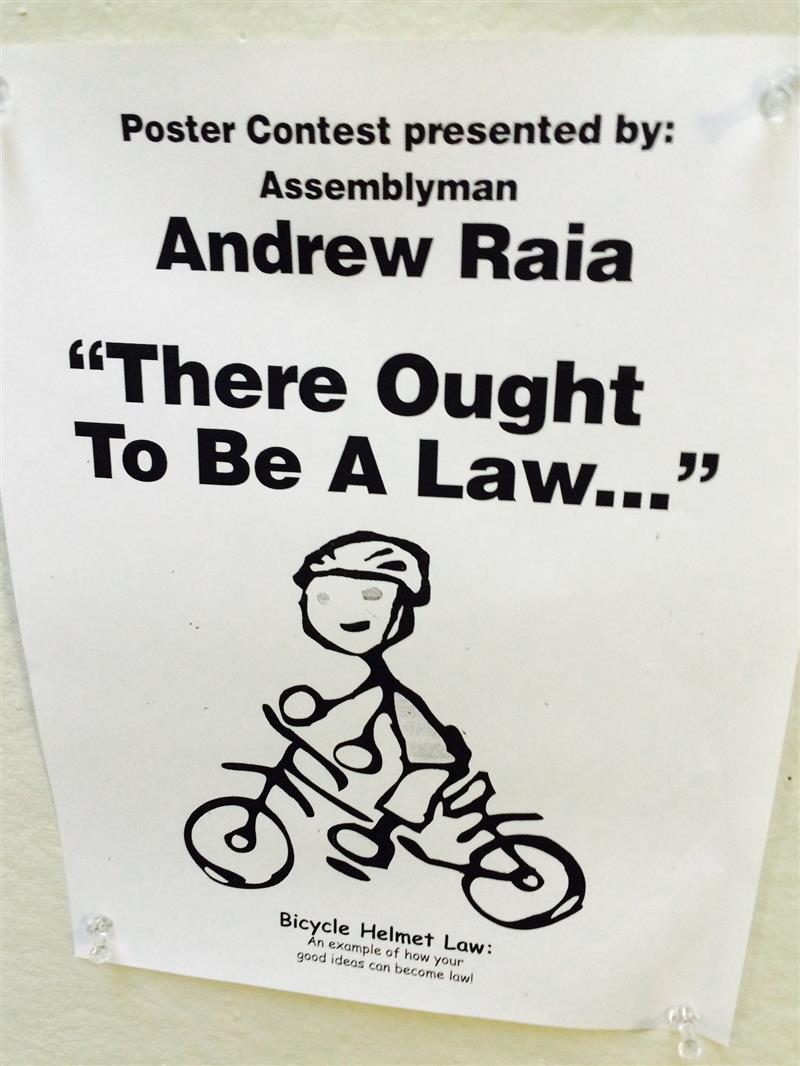 Poster Contest presented by:
Assemblyman
Andrew Raia
“There Ought
To Be A Law...”
Bicycle Helmet Law:
An example of how your
good ideas can become law!